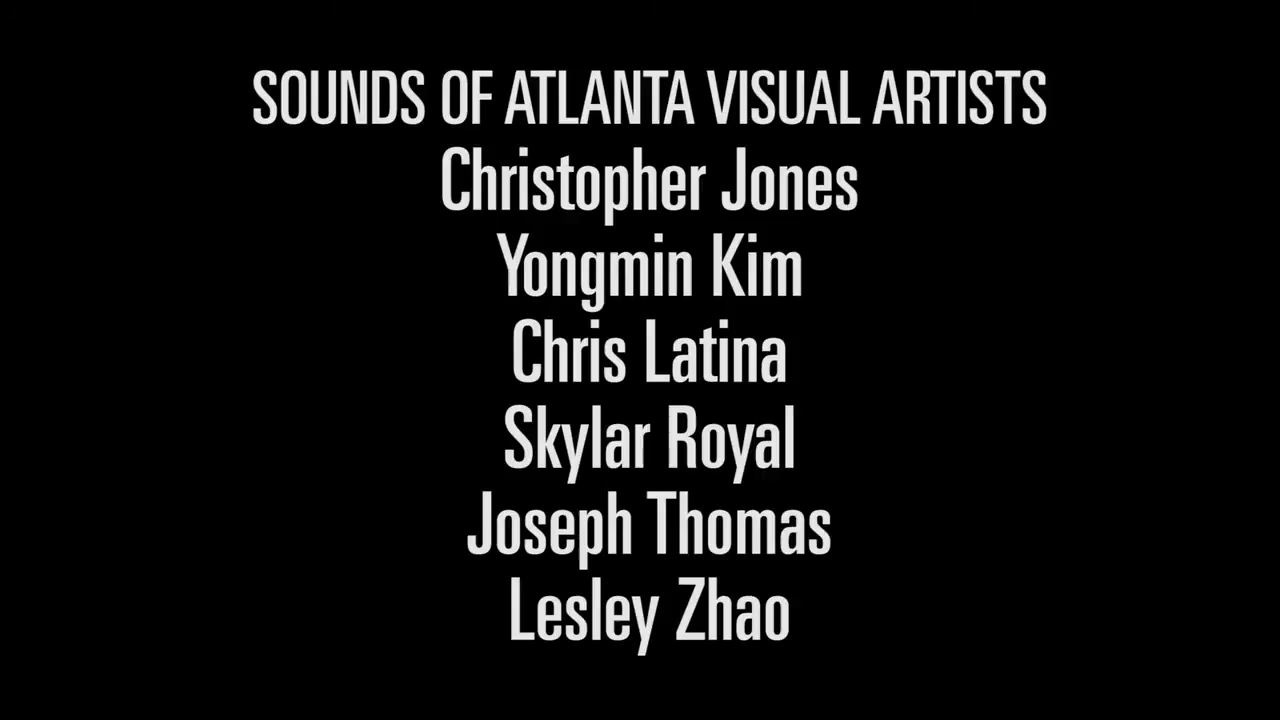 SOUNDS OF ATLANTA VISUAL ARTISTS
Christopher Jones
Yongmin Kim
Chris Latina
Skylar Royal
Joseph Thomas
Lesley Zhao